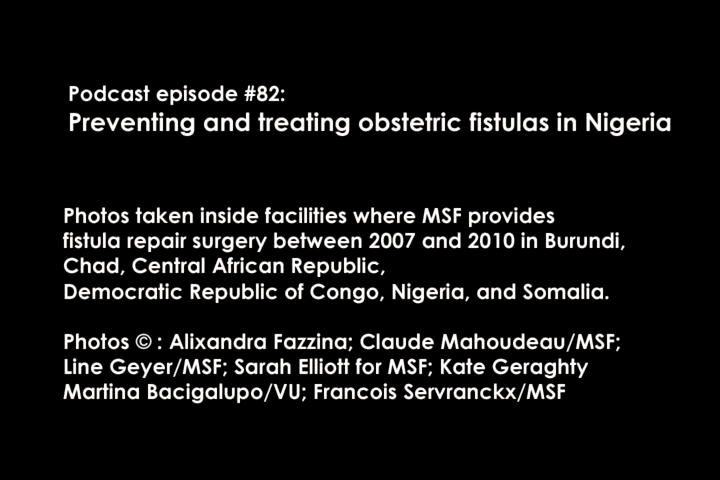 Podcast episode #82:
Preventing and treating obstetric fistulas in Nigeria
Photos taken inside facilities where MSF provides
fistula repair surgery between 2007 and 2010 in Burundi,
Chad, Central African Republic,
Democratic Republic of Congo, Nigeria, and Somalia.
Photos © : Alixandra Fazzina; Claude Mahoudeau/MSF;
Line Geyer/MSF; Sarah Elliott for MSF; Kate Geraghty
Martina Bacigalupo/VU; Francois Servranckx/MSF